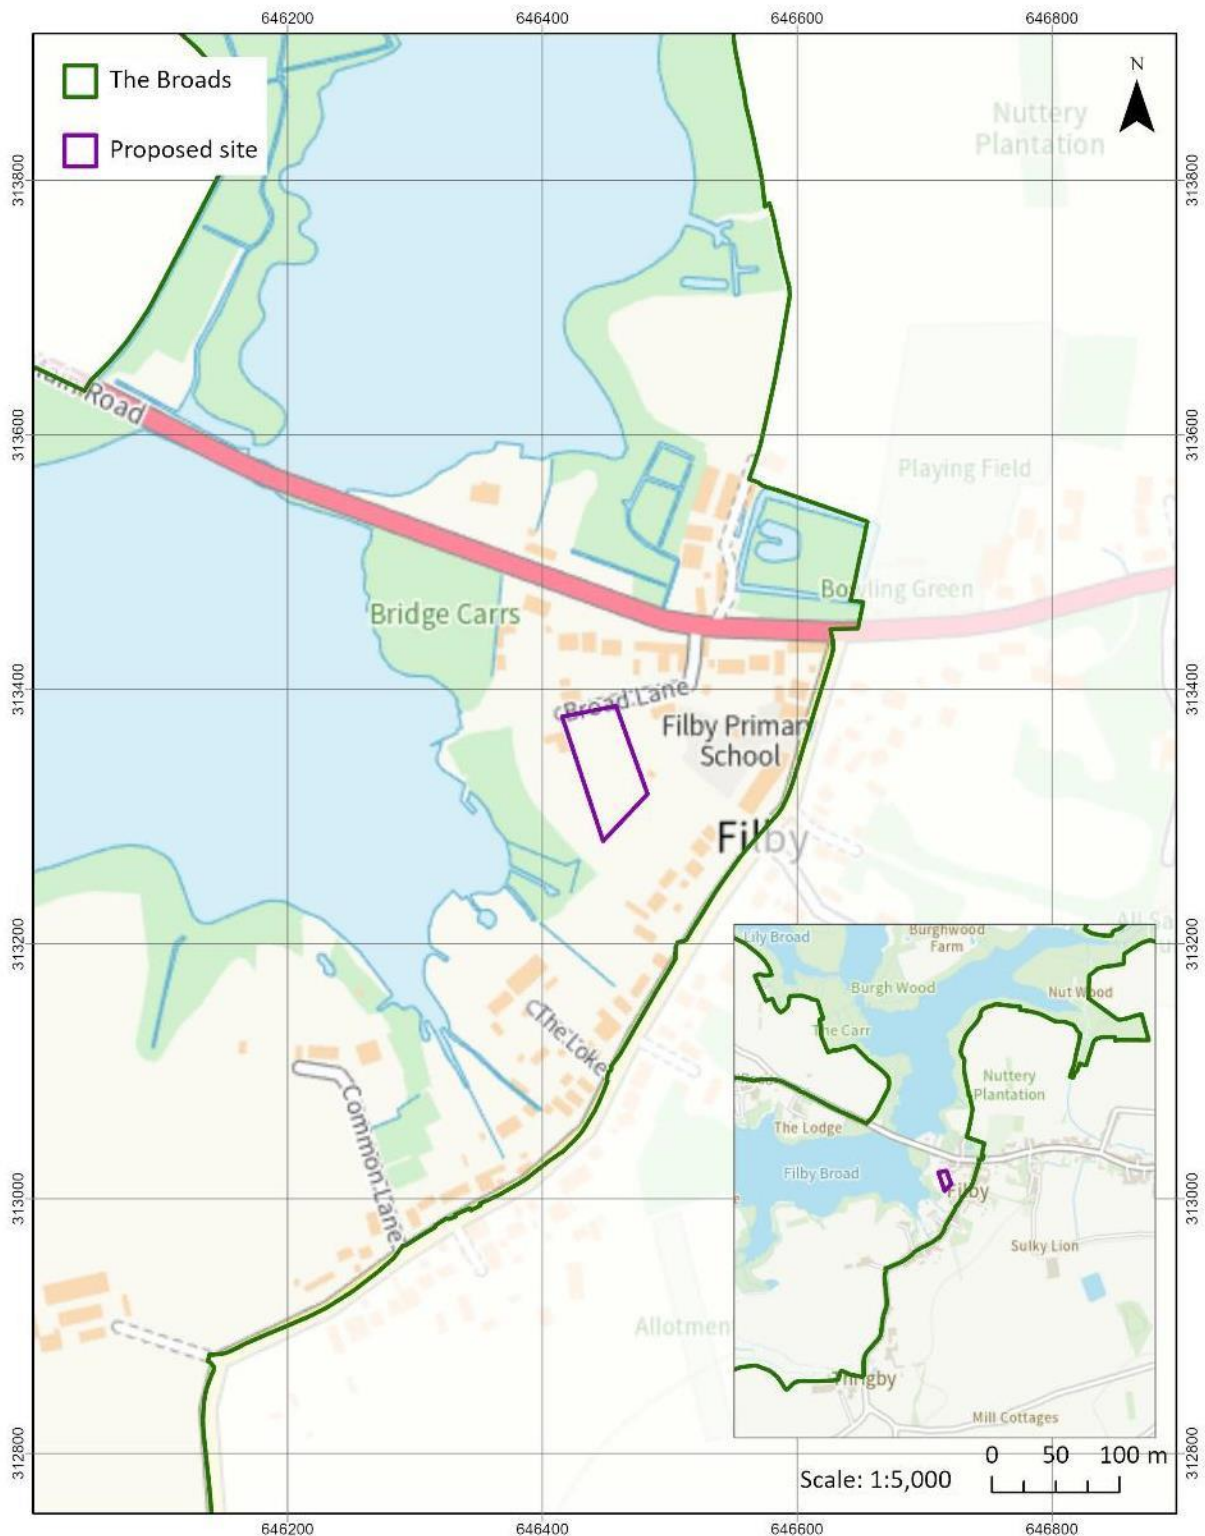 646200 646400 646600 646800
The Broads
Proposed site
N
Nuttery
Plantation
313800 313800
Road
313600 313600
Playing Field
Bowling Green
Bridge Carrs
313400 313400
Broad Lane
Filby Primar
School
Filby
313200 313200
The Loke
Common Lane
313000 313000
Allotmen
Lily Broad
Burghwood
Farm
Burgh Wood
Nut Wood
The Carr
Nuttery
Plantation
The Lodge
Filby Broad
Filby
Sulky Lion
Thrigby
Mill Cottages
312800 312800
Scale: 1:5,000
0 50 100 m
646200 646400 646600 646800